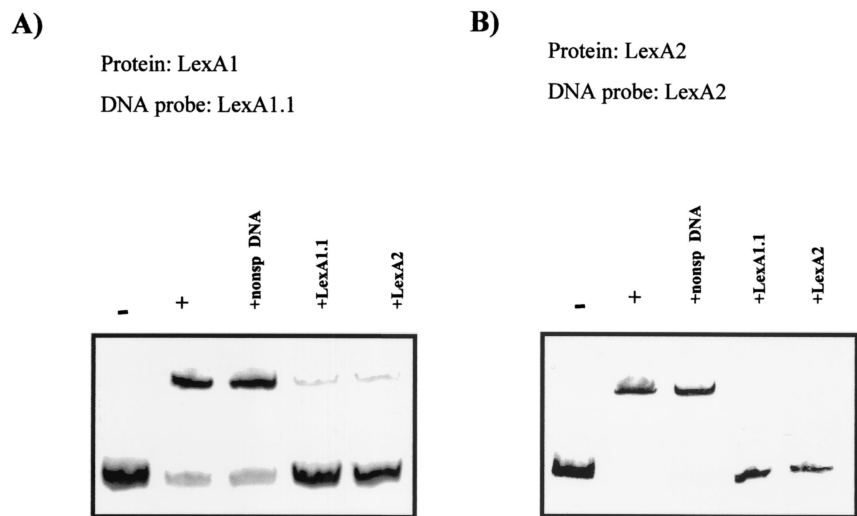 A)
Protein: LexA1
DNA probe: LexA1.1
-
+
+nonsp DNA
+LexA1.1
+LexA2
B)
Protein: LexA2
DNA probe: LexA2
-
+
+nonsp DNA
+LexA1.1
+LexA2